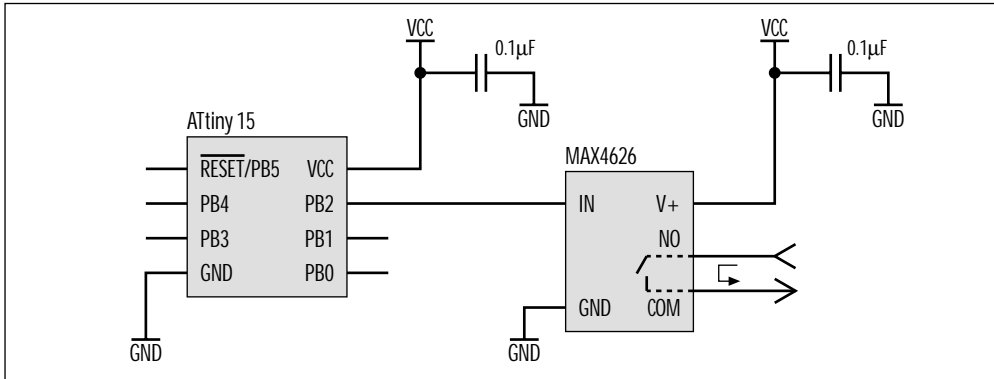 VCC
0.1µF
GND
VCC
0.1µF
GND
ATtiny 15
RESET/PB5
VCC
PB4
PB2
PB3
PB1
GND
PB0
GND
MAX4626
IN
V+
NO
GND
COM
GND